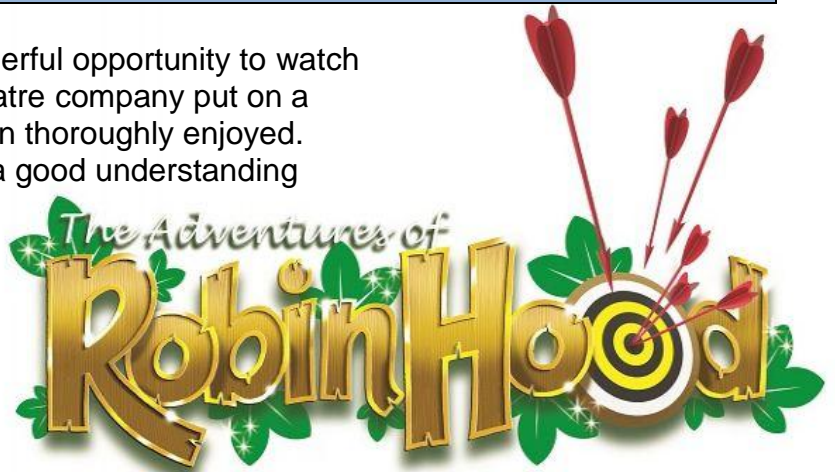 erful opportunity to watch
atre company put on a
n thoroughly enjoyed.
a good understanding
The Adventures of
Robin Hood